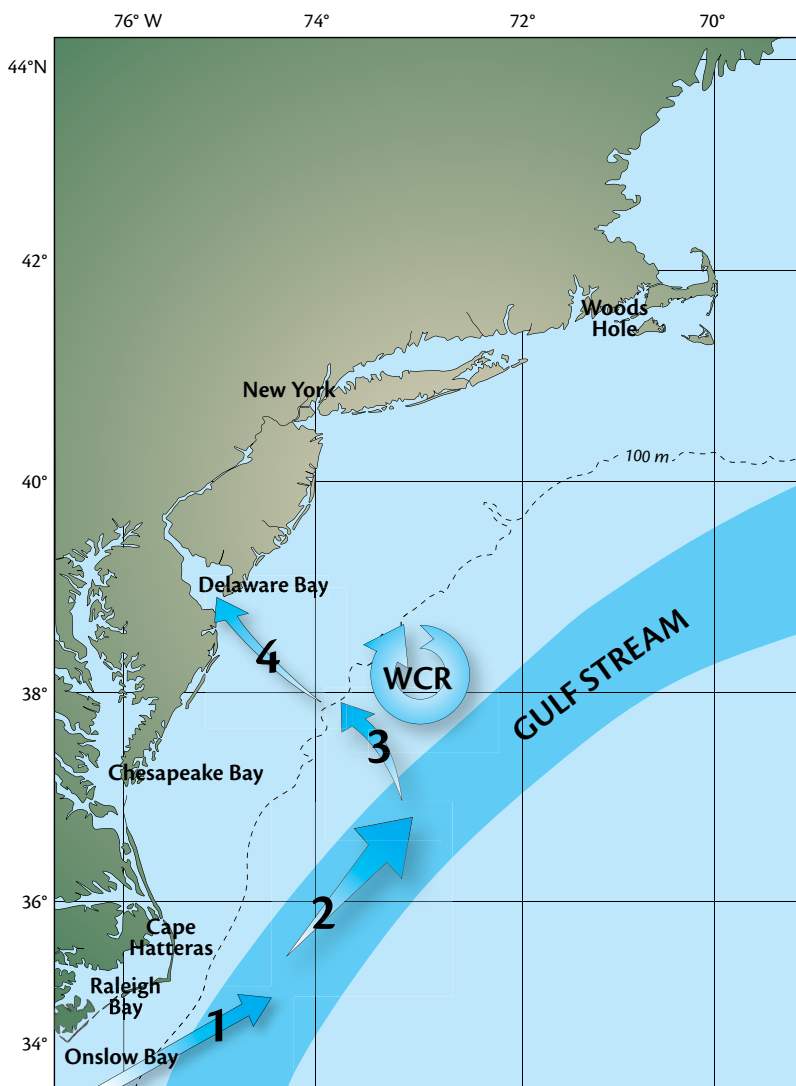 76° W
74°
72°
70°
44°N
42°
Woods
Hole
New York
100 m
40°
Delaware Bay
4
WCR
GULF STREAM
38°
3
Chesapeake Bay
36°
2
Cape
Hatteras
Raleigh
Bay
1
34°
Onslow Bay